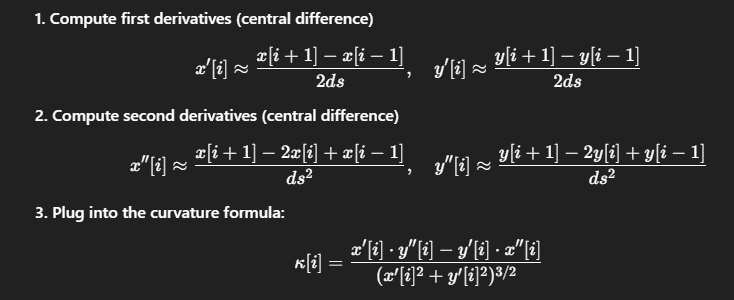 1. Compute first derivatives (central difference)
x′[i] ≈ (x[i + 1] − x[i − 1]) / 2ds, y′[i] ≈ (y[i + 1] − y[i − 1]) / 2ds
2. Compute second derivatives (central difference)
x″[i] ≈ (x[i + 1] − 2x[i] + x[i − 1]) / ds², y″[i] ≈ (y[i + 1] − 2y[i] + y[i − 1]) / ds²
3. Plug into the curvature formula:
κ[i] = (x′[i] · y″[i] − y′[i] · x″[i]) / (x′[i]² + y′[i]²)^(3/2)